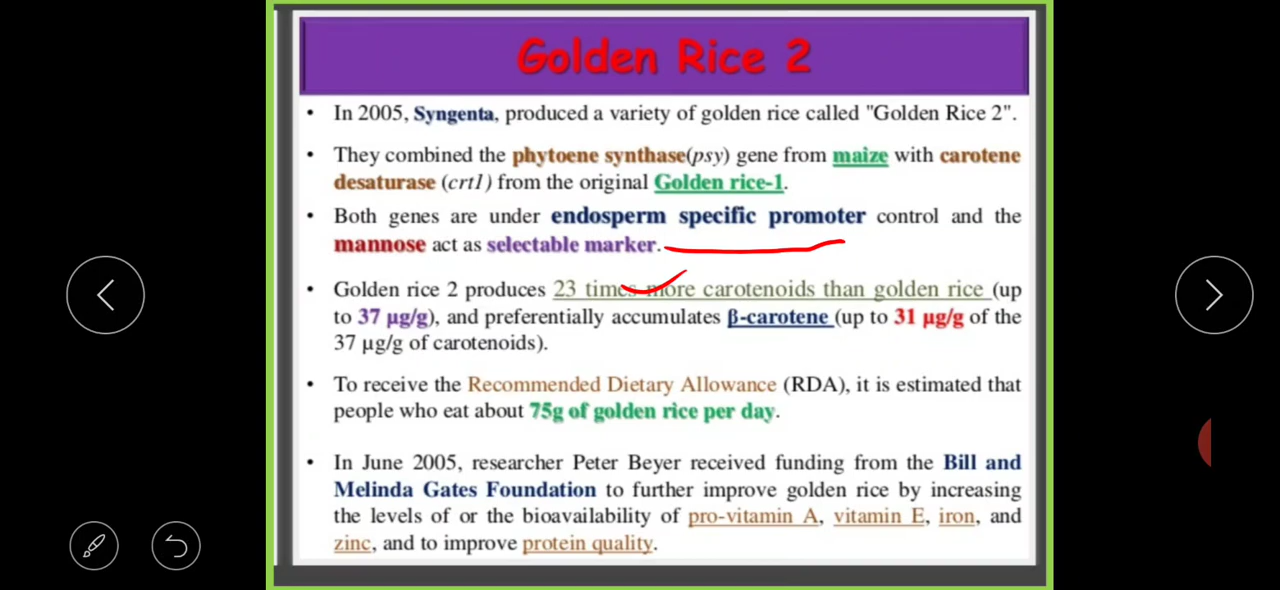 Golden Rice 2
• In 2005, Syngenta, produced a variety of golden rice called "Golden Rice 2".
• They combined the phytoene synthase(psy) gene from maize with carotene
desaturase (crtl) from the original Golden rice-1.
• Both genes are under endosperm specific promoter control and the
mannose act as selectable marker.
• Golden rice 2 produces 23 times more carotenoids than golden rice (up
to 37 µg/g), and preferentially accumulates β-carotene (up to 31 µg/g of the
37 µg/g of carotenoids).
• To receive the Recommended Dietary Allowance (RDA), it is estimated that
people who eat about 75g of golden rice per day.
• In June 2005, researcher Peter Beyer received funding from the Bill and
Melinda Gates Foundation to further improve golden rice by increasing
the levels of or the bioavailability of pro-vitamin A, vitamin E, iron, and
zinc, and to improve protein quality.